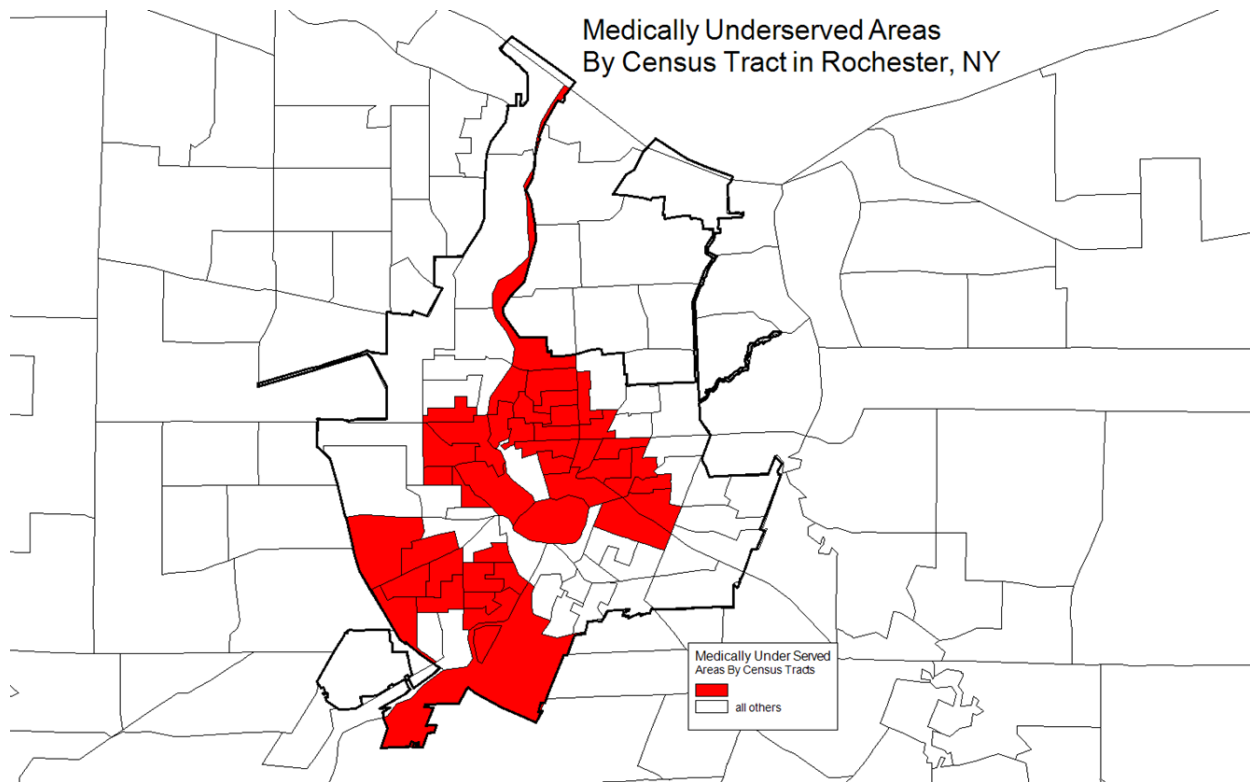 Medically Underserved Areas
By Census Tract in Rochester, NY
Medically Under Served
Areas By Census Tracts
all others